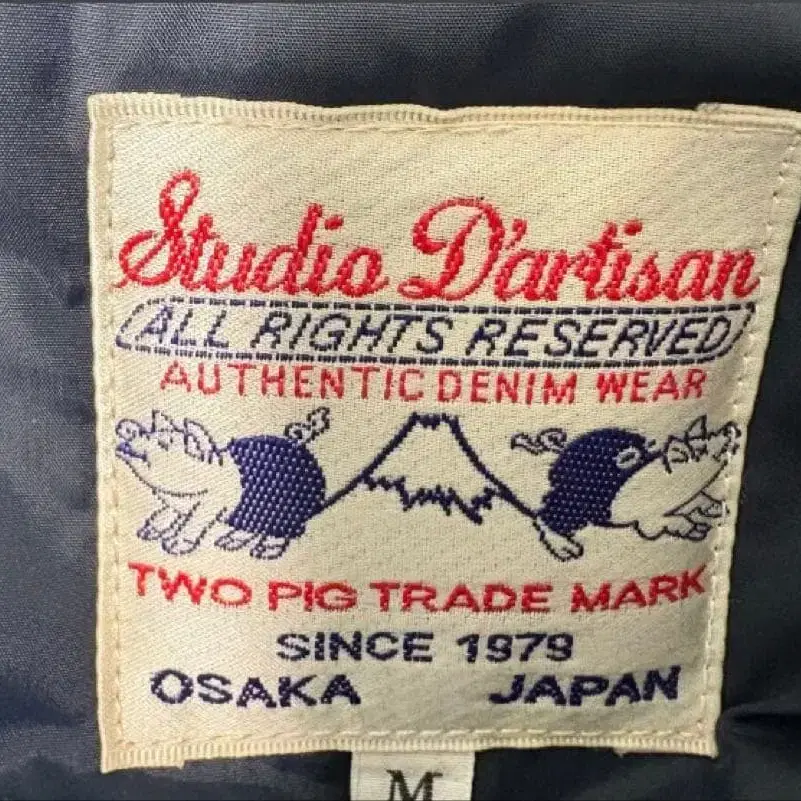 Studio D'artisan
ALL RIGHTS RESERVED
AUTHENTIC DENIM WEAR
TWO PIG TRADE MARK
SINCE 1979
OSAKA JAPAN
M